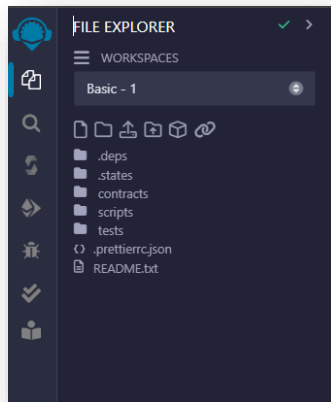 FILE EXPLORER
WORKSPACES
Basic - 1
.deps
.states
contracts
scripts
tests
.prettierrc.json
README.txt